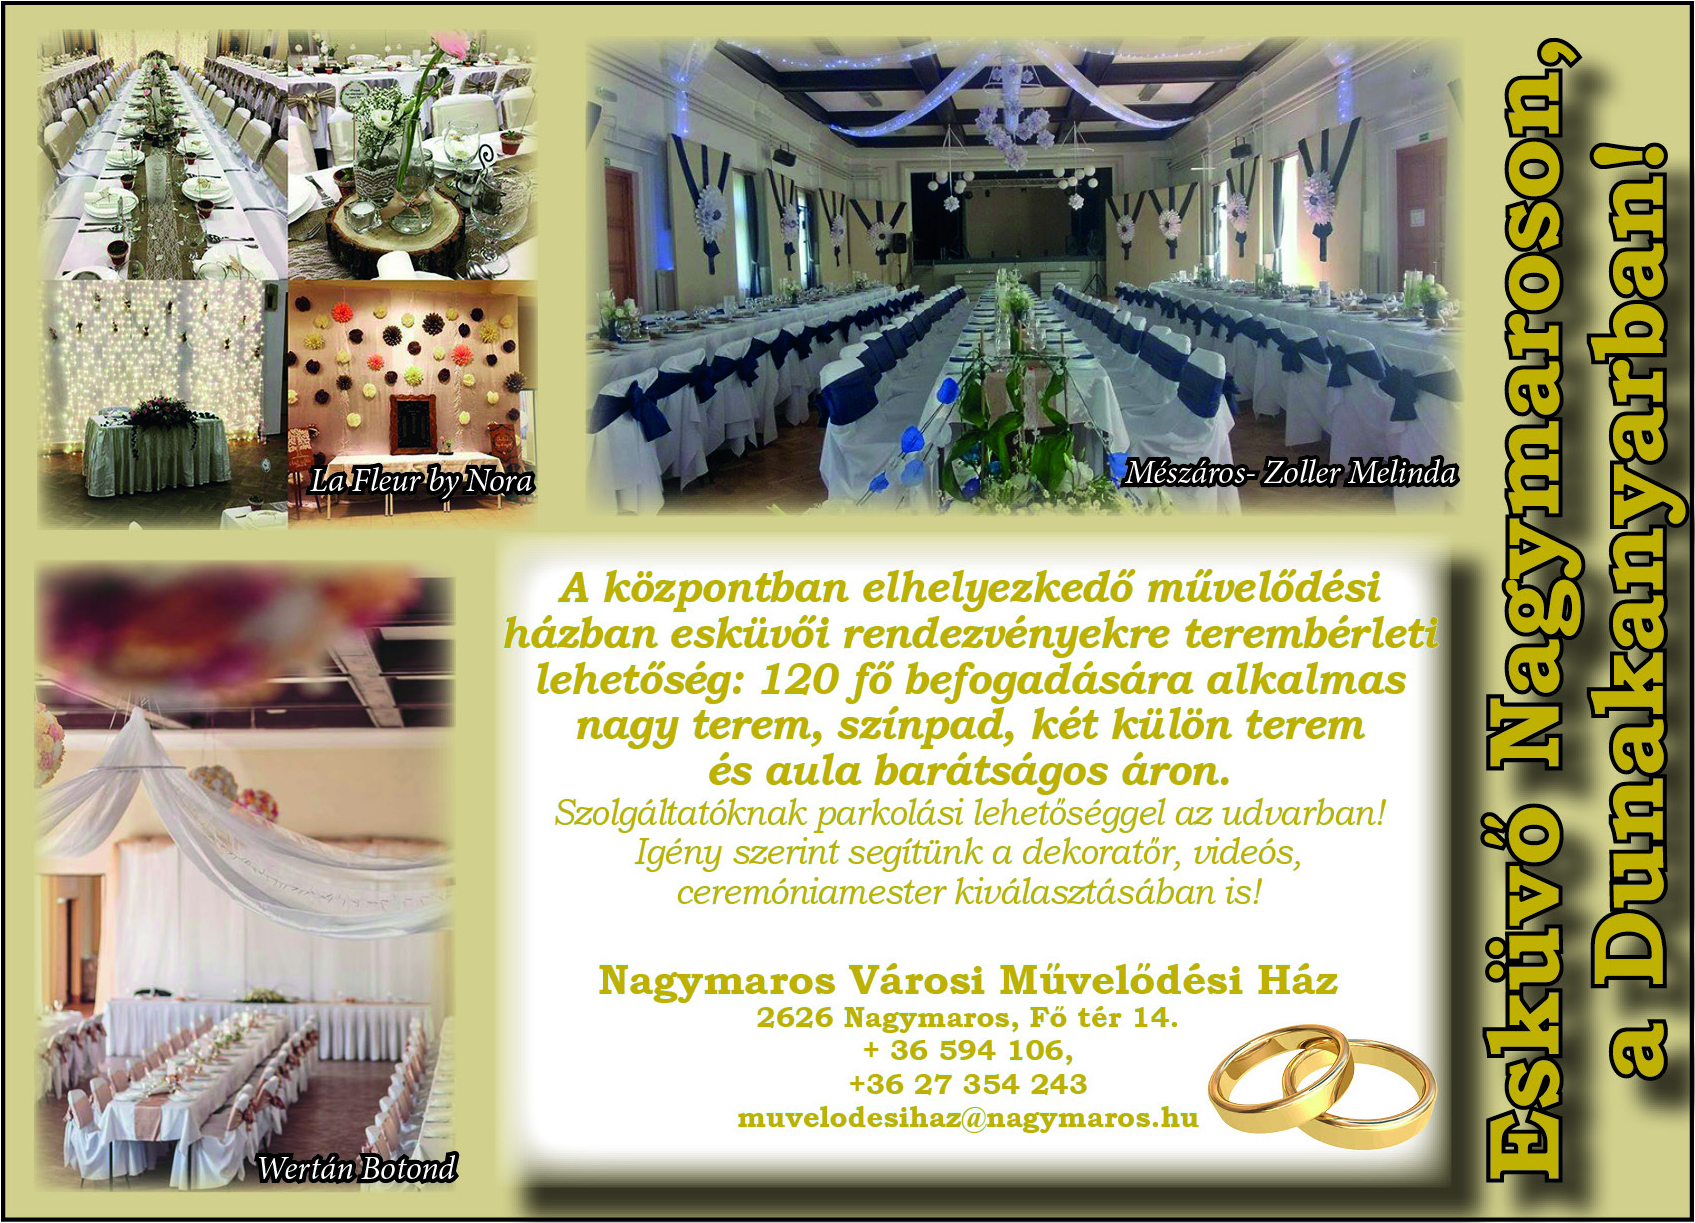 La Fleur by Nora
Mészáros- Zoller Melinda
Wertán Botond
Esküvő Nagymaroson,
a Dunakanyarban!
A központban elhelyezkedő művelődési
házban esküvői rendezvényekre terembérleti
lehetőség: 120 fő befogadására alkalmas
nagy terem, színpad, két külön terem
és aula barátságos áron.
Szolgáltatóknak parkolási lehetőséggel az udvarban!
Igény szerint segítünk a dekoratőr, videós,
ceremóniamester kiválasztásában is!
Nagymaros Városi Művelődési Ház
2626 Nagymaros, Fő tér 14.
+ 36 594 106,
+36 27 354 243
muvelodesihaz@nagymaros.hu